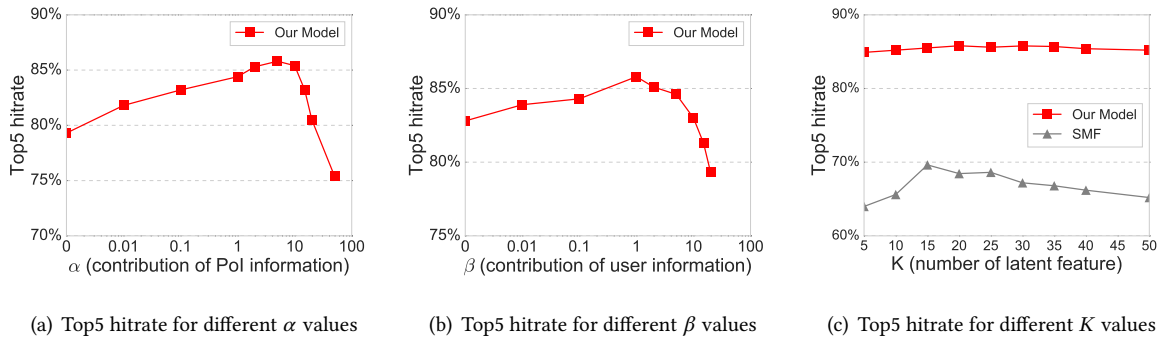 90%
85%
80%
75%
70%
Top5 hitrate
Our Model
0 0.01 0.1 1 10 100
α (contribution of PoI information)
(a) Top5 hitrate for different α values
90%
85%
80%
75%
Top5 hitrate
Our Model
0 0.01 0.1 1 10 100
β (contribution of user information)
(b) Top5 hitrate for different β values
90%
80%
70%
60%
Top5 hitrate
Our Model
SMF
5 10 15 20 25 30 35 40 45 50
K (number of latent feature)
(c) Top5 hitrate for different K values